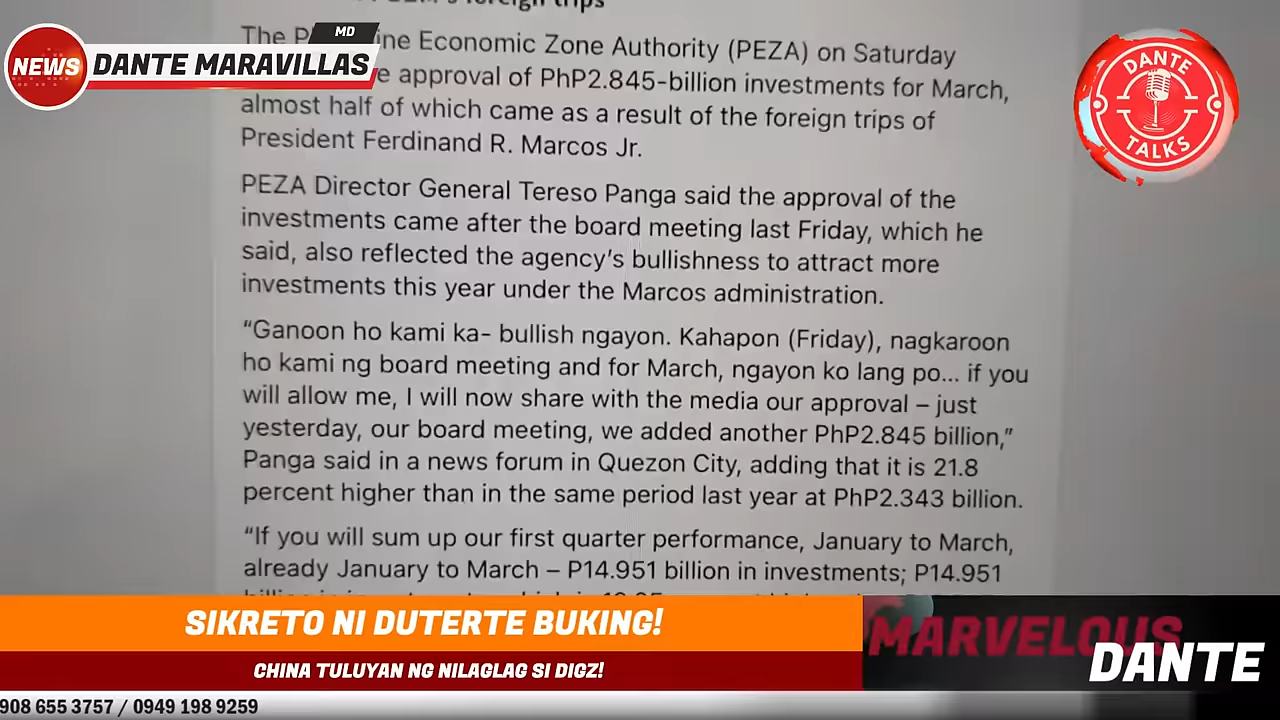 foreign trips
MD
NEWS
DANTE MARAVILLAS
DANTE
TALKS
The ine Economic Zone Authority (PEZA) on Saturday
approval of PhP2.845-billion investments for March,
almost half of which came as a result of the foreign trips of
President Ferdinand R. Marcos Jr.
PEZA Director General Tereso Panga said the approval of the
investments came after the board meeting last Friday, which he
said, also reflected the agency’s bullishness to attract more
investments this year under the Marcos administration.
“Ganoon ho kami ka- bullish ngayon. Kahapon (Friday), nagkaroon
ho kami ng board meeting and for March, ngayon ko lang po... if you
will allow me, I will now share with the media our approval – just
yesterday, our board meeting, we added another PhP2.845 billion,”
Panga said in a news forum in Quezon City, adding that it is 21.8
percent higher than in the same period last year at PhP2.343 billion.
“If you will sum up our first quarter performance, January to March,
already January to March – P14.951 billion in investments; P14.951
SIKRETO NI DUTERTE BUKING!
CHINA TULUYAN NG NILAGLAG SI DIGZ!
MARVELOUS
DANTE
908 655 3757 / 0949 198 9259